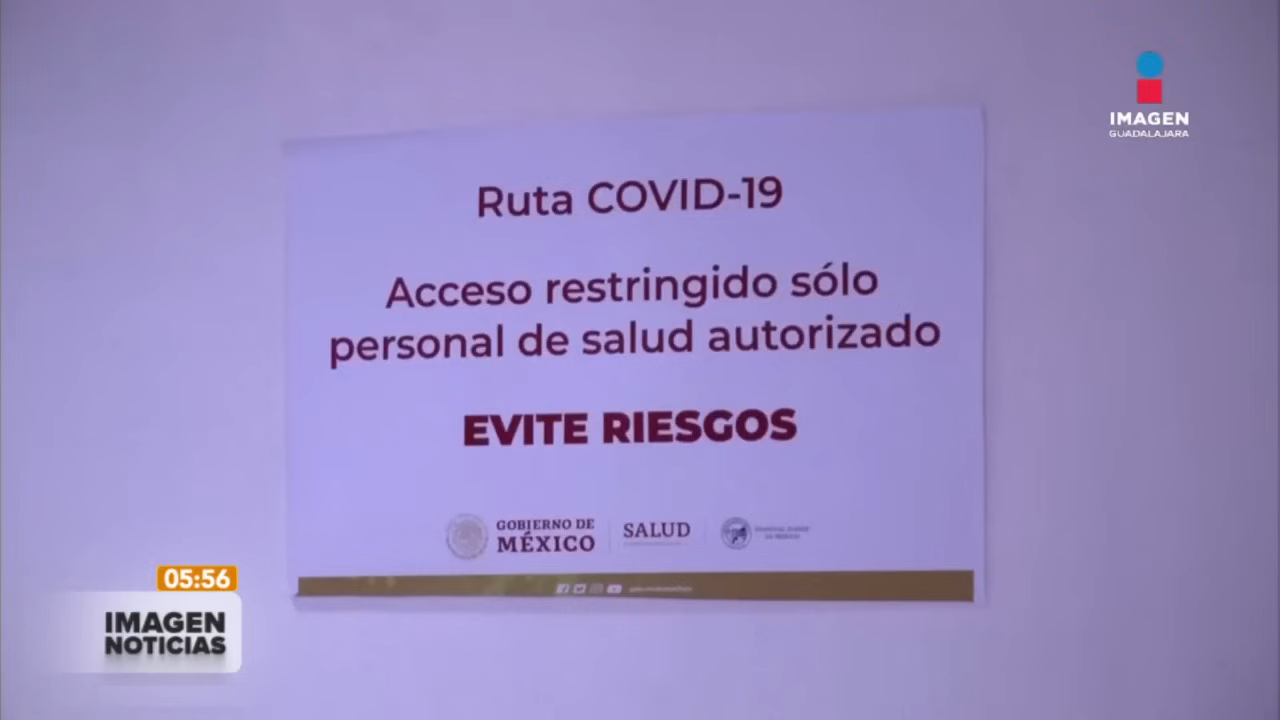 IMAGEN
GUADALAJARA
Ruta COVID-19
Acceso restringido sólo
personal de salud autorizado
EVITE RIESGOS
GOBIERNO DE
MÉXICO
SALUD
05:56
IMAGEN
NOTICIAS